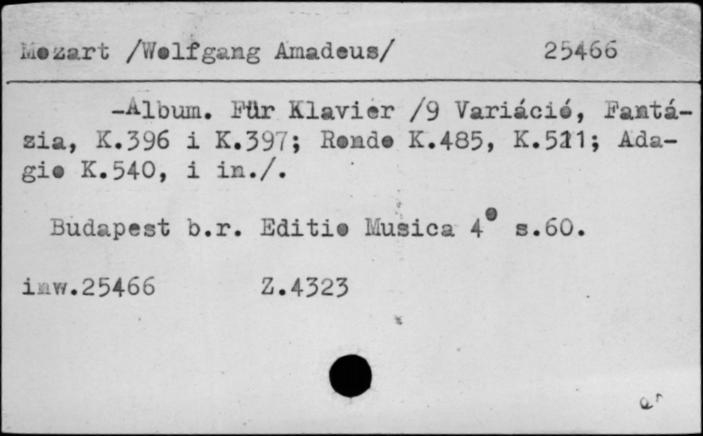 Mozart /Wolfgang Amadeus/ 25466
-Album. Für Klavier /9 Variáció, Fantá-
zia, K.396 i K.397; Rondo K.485, K.511; Ada-
gio K.540, i in./.
Budapest b.r. Editio Musica 4° s.60.
inw.25466 Z.4323